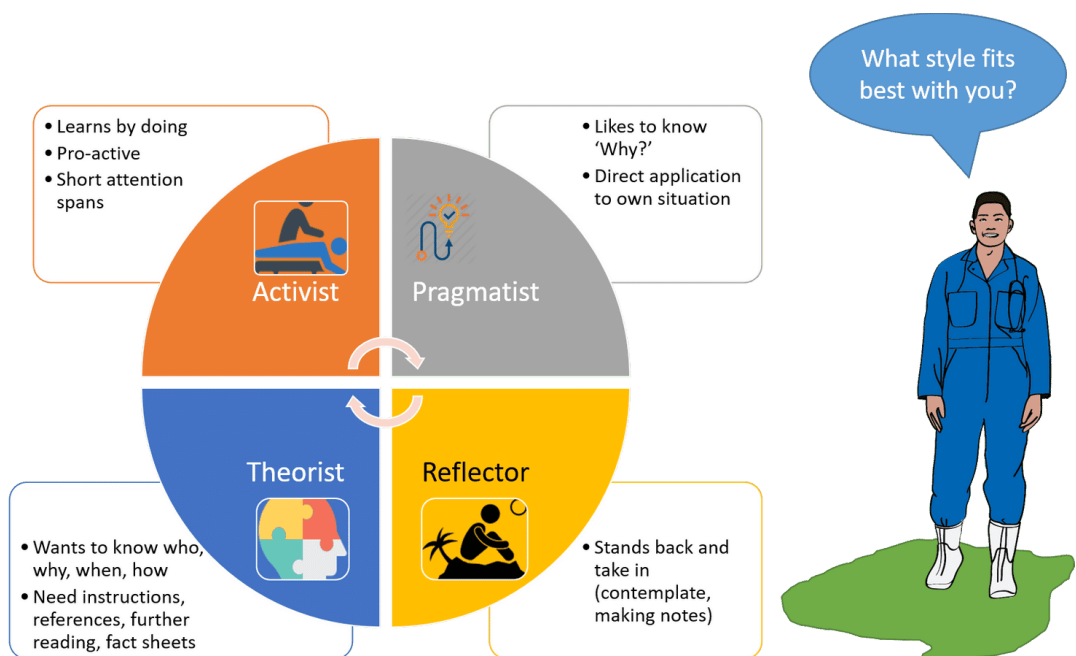 What style fits
best with you?
• Learns by doing
• Pro-active
• Short attention
spans
• Likes to know
‘Why?’
• Direct application
to own situation
Activist
Pragmatist
Theorist
Reflector
• Wants to know who,
why, when, how
• Need instructions,
references, further
reading, fact sheets
• Stands back and
take in
(contemplate,
making notes)